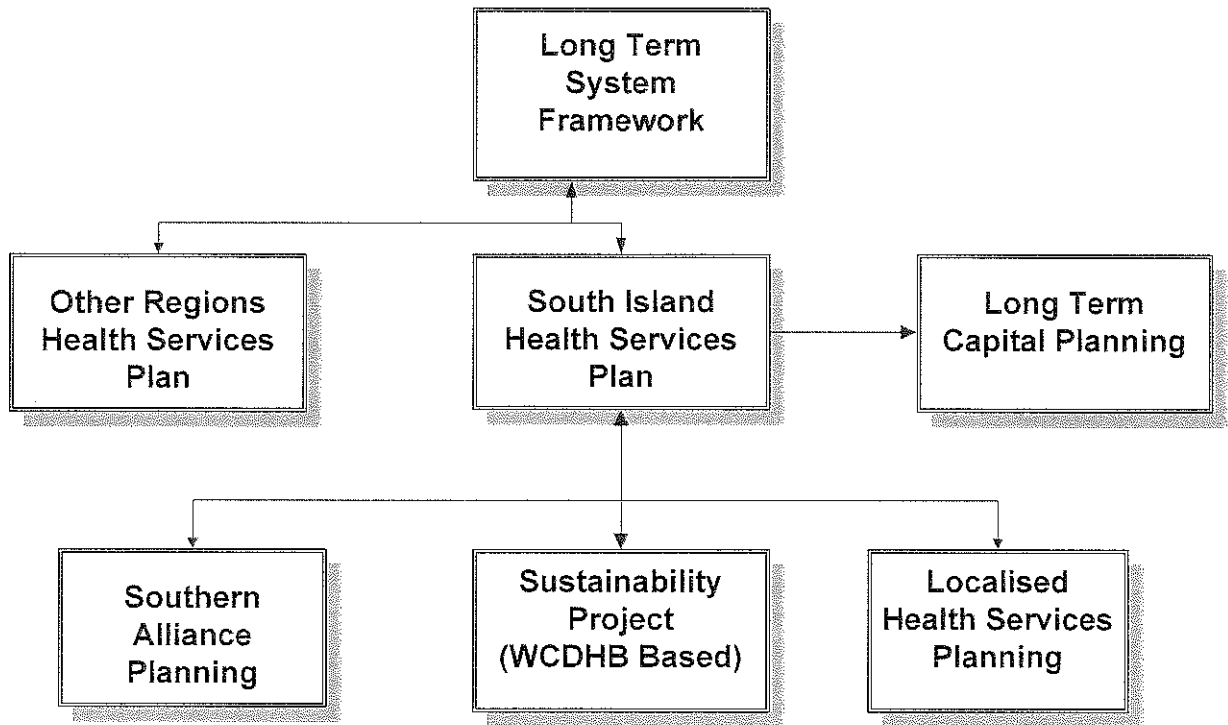 Long Term
System
Framework
Other Regions
Health Services
Plan
South Island
Health Services
Plan
Long Term
Capital Planning
Southern
Alliance
Planning
Sustainability
Project
(WCDHB Based)
Localised
Health Services
Planning